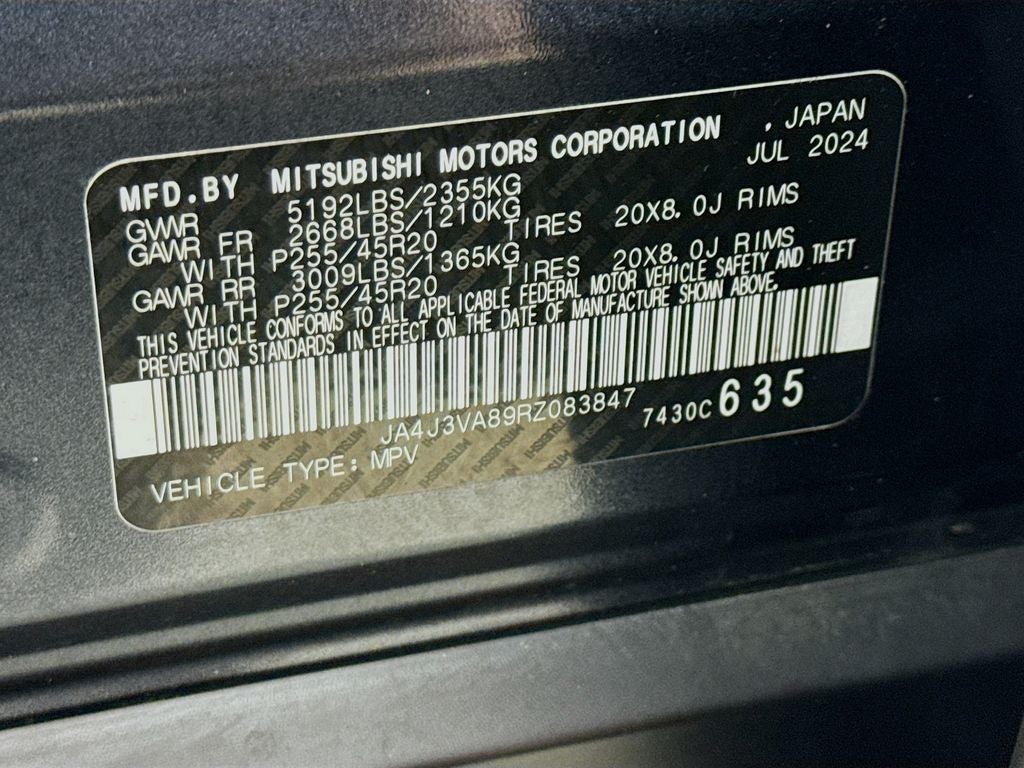 MFD.BY MITSUBISHI MOTORS CORPORATION , JAPAN
JUL 2024
GVWR 5192LBS/2355KG
GAWR FR 2668LBS/1210KG
WITH P255/45R20 TIRES 20X8.0J RIMS
GAWR RR 3009LBS/1365KG
WITH P255/45R20 TIRES 20X8.0J RIMS
THIS VEHICLE CONFORMS TO ALL APPLICABLE FEDERAL MOTOR VEHICLE SAFETY AND THEFT
PREVENTION STANDARDS IN EFFECT ON THE DATE OF MANUFACTURE SHOWN ABOVE.
JA4J3VA89RZ083847 7430C 635
VEHICLE TYPE: MPV